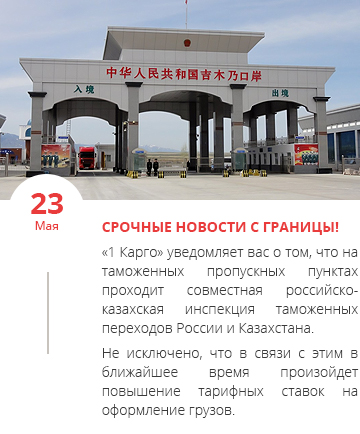 中华人民共和国吉木乃口岸
入境
出境
23
Мая
СРОЧНЫЕ НОВОСТИ С ГРАНИЦЫ!
«1 Карго» уведомляет вас о том, что на
таможенных пропускных пунктах
проходит совместная российско-
казахская инспекция таможенных
переходов России и Казахстана.
Не исключено, что в связи с этим в
ближайшее время произойдет
повышение тарифных ставок на
оформление грузов.